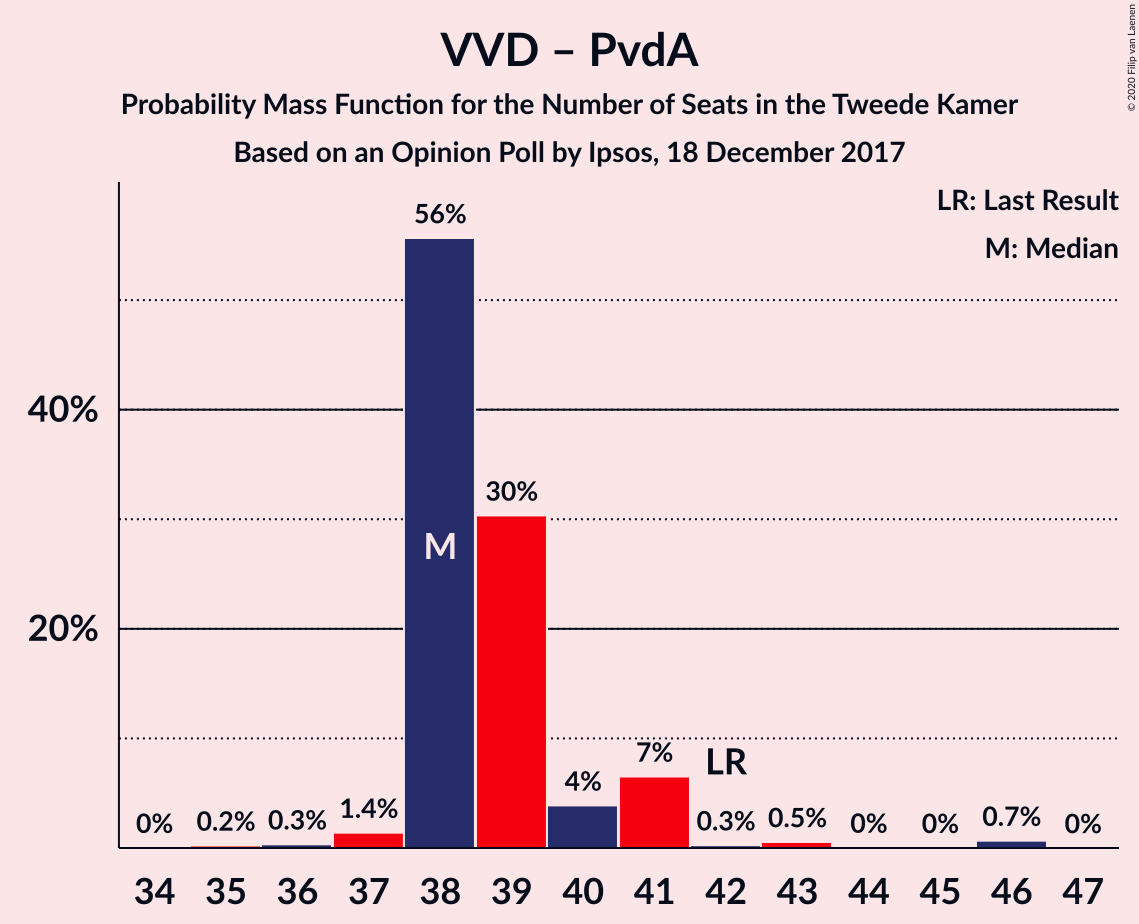 VVD – PvdA
Probability Mass Function for the Number of Seats in the Tweede Kamer
Based on an Opinion Poll by Ipsos, 18 December 2017
© 2020 Filip van Laenen
LR: Last Result
M: Median
56%
40%
30%
M
20%
7%
LR
4%
0% 0.2% 0.3% 1.4% 0.3% 0.5% 0% 0% 0.7% 0%
34 35 36 37 38 39 40 41 42 43 44 45 46 47